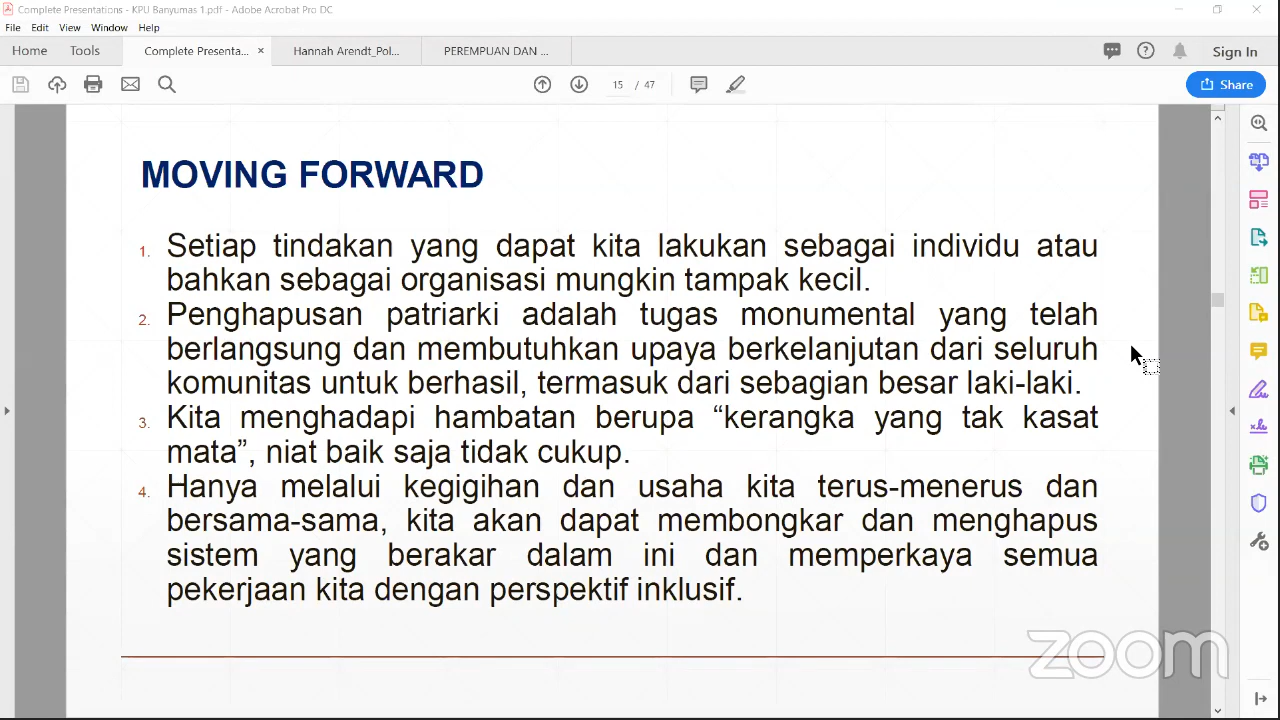 Complete Presentations - KPU Banyumas 1.pdf - Adobe Acrobat Pro DC
File Edit View Window Help
Home Tools Complete Presenta... × Hannah Arendt_Pol... PEREMPUAN DAN ... Sign In
15 / 47 Share
MOVING FORWARD
1. Setiap tindakan yang dapat kita lakukan sebagai individu atau
bahkan sebagai organisasi mungkin tampak kecil.
2. Penghapusan patriarki adalah tugas monumental yang telah
berlangsung dan membutuhkan upaya berkelanjutan dari seluruh
komunitas untuk berhasil, termasuk dari sebagian besar laki-laki.
3. Kita menghadapi hambatan berupa “kerangka yang tak kasat
mata”, niat baik saja tidak cukup.
4. Hanya melalui kegigihan dan usaha kita terus-menerus dan
bersama-sama, kita akan dapat membongkar dan menghapus
sistem yang berakar dalam ini dan memperkaya semua
pekerjaan kita dengan perspektif inklusif.
zoom